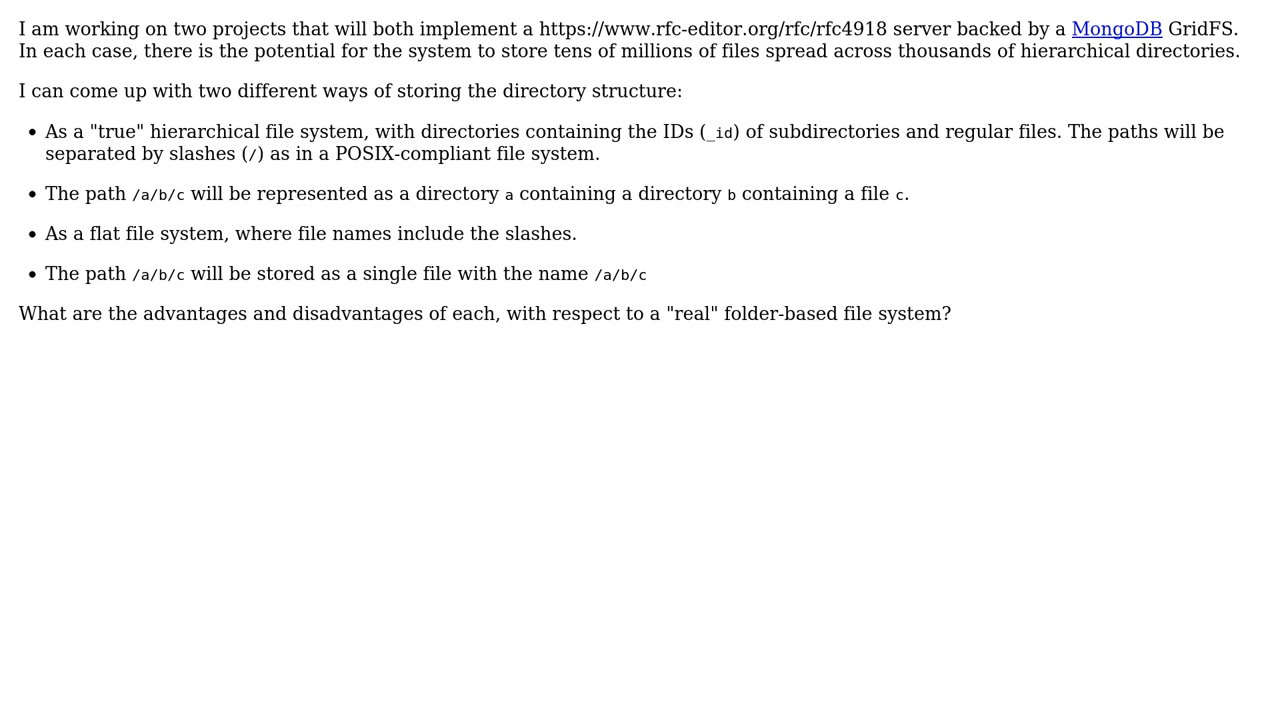 I am working on two projects that will both implement a https://www.rfc-editor.org/rfc/rfc4918 server backed by a MongoDB GridFS.
In each case, there is the potential for the system to store tens of millions of files spread across thousands of hierarchical directories.
I can come up with two different ways of storing the directory structure:
• As a "true" hierarchical file system, with directories containing the IDs (_id) of subdirectories and regular files. The paths will be
separated by slashes (/) as in a POSIX-compliant file system.
• The path /a/b/c will be represented as a directory a containing a directory b containing a file c.
• As a flat file system, where file names include the slashes.
• The path /a/b/c will be stored as a single file with the name /a/b/c
What are the advantages and disadvantages of each, with respect to a "real" folder-based file system?